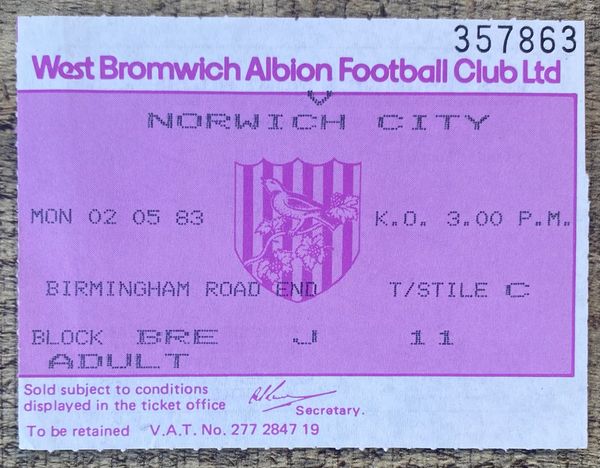 357863
West Bromwich Albion Football Club Ltd
NORWICH CITY
MON 02 05 83 K.O. 3.00 P.M.
BIRMINGHAM ROAD END T/STILE C
BLOCK BRE J 11
ADULT
Sold subject to conditions
displayed in the ticket office
Secretary.
To be retained V.A.T. No. 277 2847 19